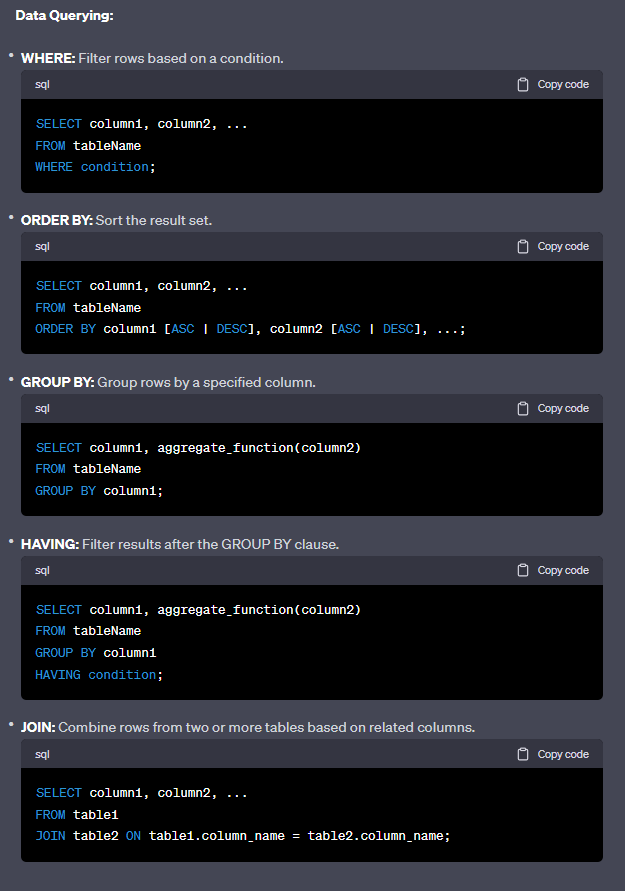 Data Querying:
• WHERE: Filter rows based on a condition.
sql Copy code
SELECT column1, column2, ...
FROM tableName
WHERE condition;
• ORDER BY: Sort the result set.
sql Copy code
SELECT column1, column2, ...
FROM tableName
ORDER BY column1 [ASC | DESC], column2 [ASC | DESC], ...;
• GROUP BY: Group rows by a specified column.
sql Copy code
SELECT column1, aggregate_function(column2)
FROM tableName
GROUP BY column1;
• HAVING: Filter results after the GROUP BY clause.
sql Copy code
SELECT column1, aggregate_function(column2)
FROM tableName
GROUP BY column1
HAVING condition;
• JOIN: Combine rows from two or more tables based on related columns.
sql Copy code
SELECT column1, column2, ...
FROM table1
JOIN table2 ON table1.column_name = table2.column_name;